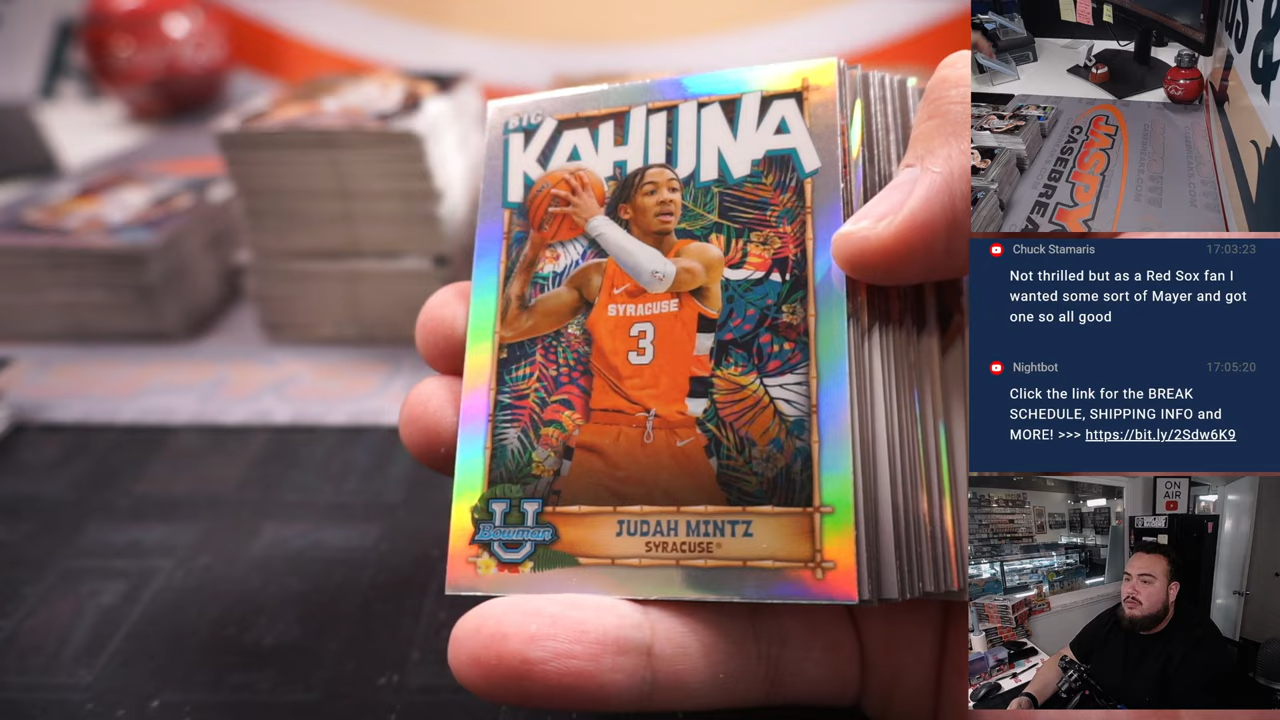 BIG
KAHUNA
SYRACUSE
3
U
Bowman
JUDAH MINTZ
SYRACUSE®
JASPY
CASEBREA
Chuck Stamaris 17:03:23
Not thrilled but as a Red Sox fan I
wanted some sort of Mayer and got
one so all good
Nightbot 17:05:20
Click the link for the BREAK
SCHEDULE, SHIPPING INFO and
MORE! >>> https://bit.ly/2Sdw6K9
ON
AIR